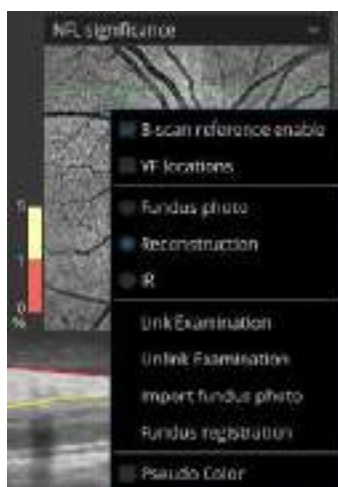 NFL significance
B-scan reference enable
VF locations
Fundus photo
Reconstruction
IR
5
Link Examination
1
Unlink Examination
0
Import fundus photo
%
Fundus registration
Pseudo Color